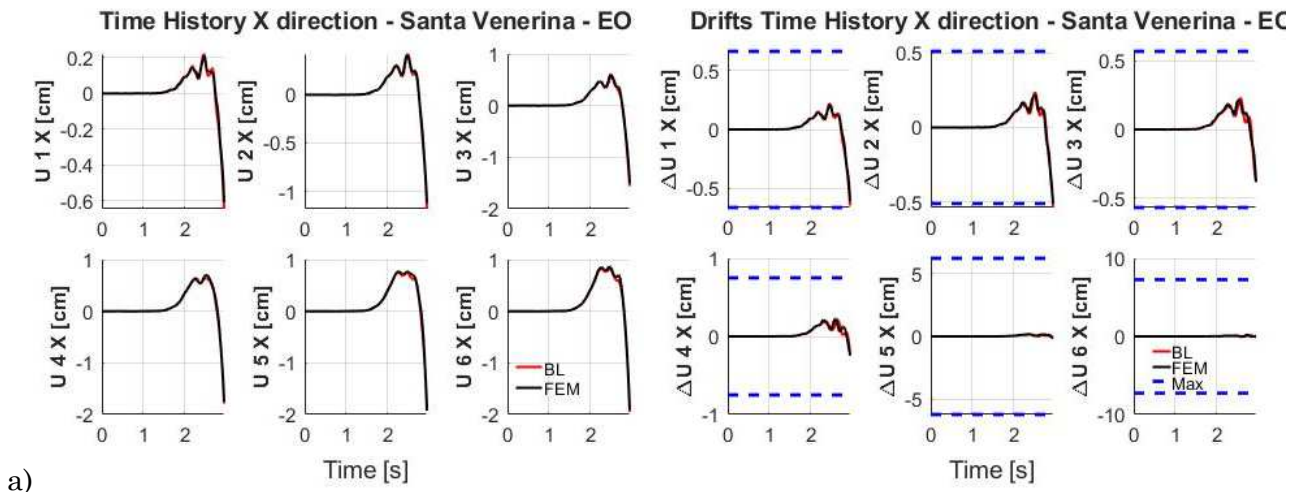 Time History X direction - Santa Venerina - EO
Drifts Time History X direction - Santa Venerina - EO
U 1 X [cm]
0.2
0
-0.2
-0.4
-0.6
0 1 2
U 2 X [cm]
0
-0.5
-1
0 1 2
U 3 X [cm]
1
0
-1
-2
0 1 2
ΔU 1 X [cm]
0.5
0
-0.5
0 1 2
ΔU 2 X [cm]
0.5
0
-0.5
0 1 2
ΔU 3 X [cm]
0.5
0
-0.5
0 1 2
U 4 X [cm]
1
0
-1
-2
0 1 2
U 5 X [cm]
1
0
-1
-2
0 1 2
U 6 X [cm]
1
0
-1
-2
0 1 2
BL
FEM
ΔU 4 X [cm]
1
0
-1
0 1 2
ΔU 5 X [cm]
5
0
-5
0 1 2
ΔU 6 X [cm]
10
0
-10
0 1 2
BL
FEM
Max
Time [s]
Time [s]
a)